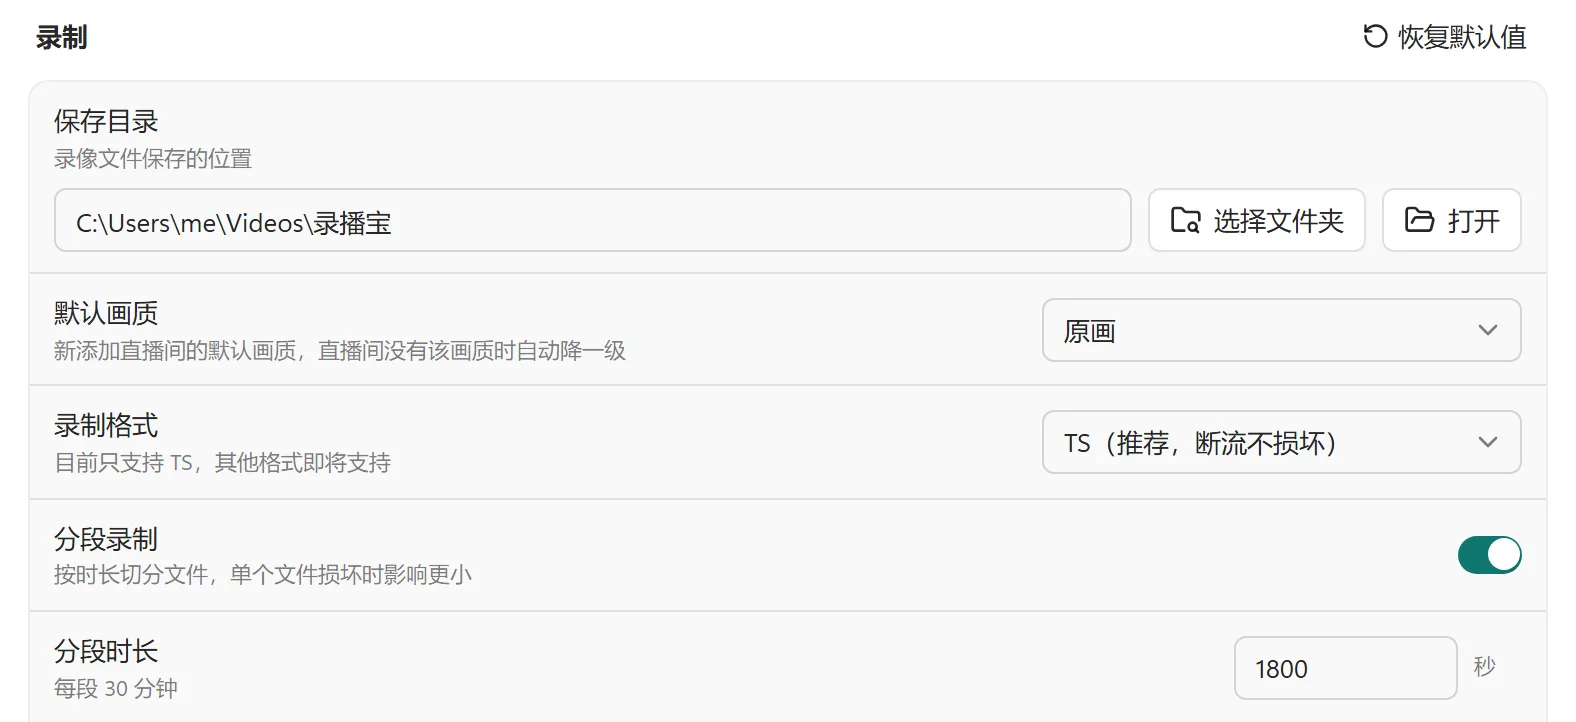 录制
恢复默认值
保存目录
录像文件保存的位置
C:\Users\me\Videos\录播宝
选择文件夹
打开
默认画质
新添加直播间的默认画质，直播间没有该画质时自动降一级
原画
录制格式
目前只支持 TS，其他格式即将支持
TS（推荐，断流不损坏）
分段录制
按时长切分文件，单个文件损坏时影响更小
分段时长
每段 30 分钟
1800
秒